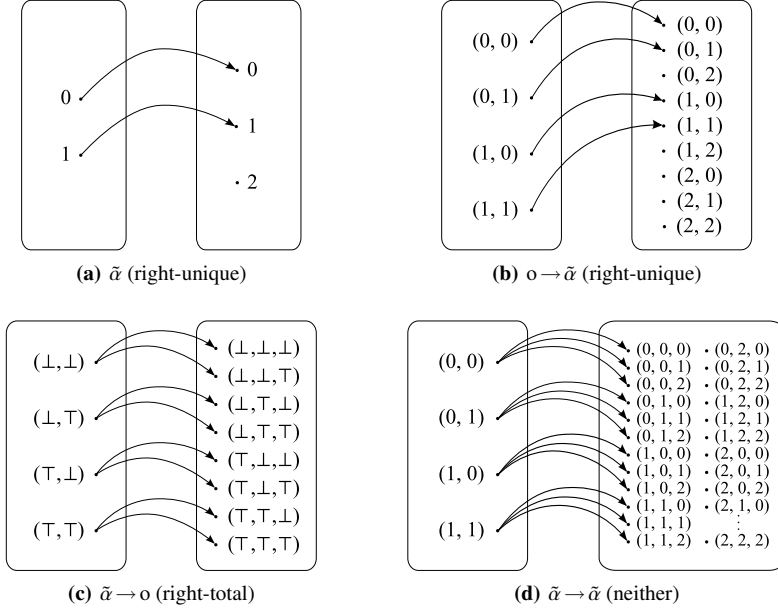 0
1
0
1
2
(a) α̃ (right-unique)
(0, 0)
(0, 1)
(1, 0)
(1, 1)
(0, 0)
(0, 1)
(0, 2)
(1, 0)
(1, 1)
(1, 2)
(2, 0)
(2, 1)
(2, 2)
(b) o → α̃ (right-unique)
(⊥,⊥)
(⊥,⊤)
(⊤,⊥)
(⊤,⊤)
(⊥,⊥,⊥)
(⊥,⊥,⊤)
(⊥,⊤,⊥)
(⊥,⊤,⊤)
(⊤,⊥,⊥)
(⊤,⊥,⊤)
(⊤,⊤,⊥)
(⊤,⊤,⊤)
(c) α̃ → o (right-total)
(0, 0)
(0, 1)
(1, 0)
(1, 1)
(0, 0, 0) (0, 2, 0)
(0, 0, 1) (0, 2, 1)
(0, 0, 2) (0, 2, 2)
(0, 1, 0) (1, 2, 0)
(0, 1, 1) (1, 2, 1)
(0, 1, 2) (1, 2, 2)
(1, 0, 0) (2, 0, 0)
(1, 0, 1) (2, 0, 1)
(1, 0, 2) (2, 0, 2)
(1, 1, 0) (2, 1, 0)
(1, 1, 1) ⋮
(1, 1, 2) (2, 2, 2)
(d) α̃ → α̃ (neither)